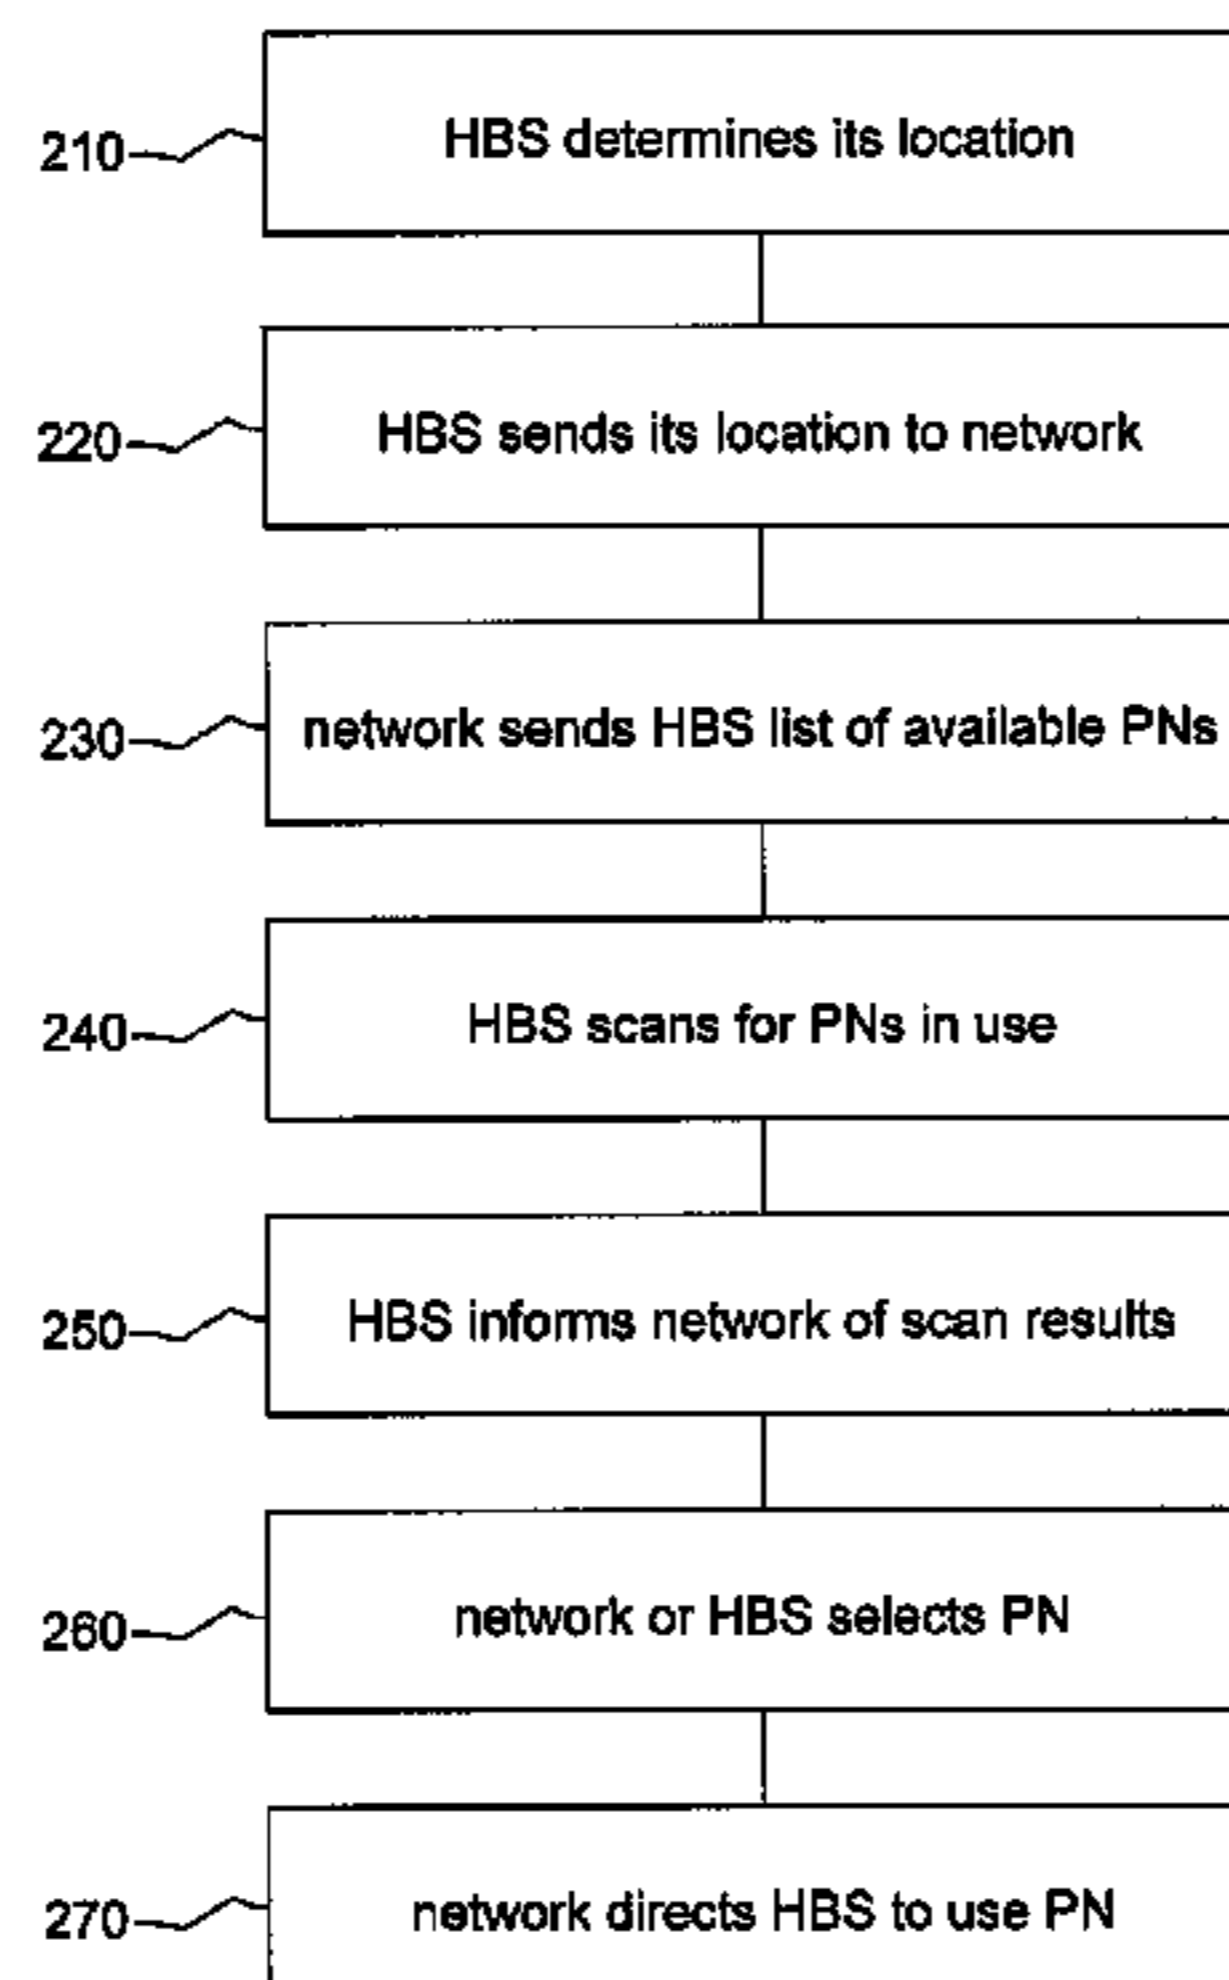 210 HBS determines its location
220 HBS sends its location to network
230 network sends HBS list of available PNs
240 HBS scans for PNs in use
250 HBS informs network of scan results
260 network or HBS selects PN
270 network directs HBS to use PN